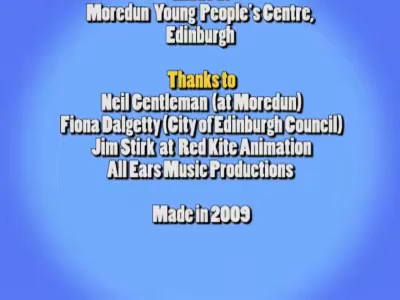 Moredun Young People's Centre,
Edinburgh
Thanks to
Neil Gentleman (at Moredun)
Fiona Dalgetty (City of Edinburgh Council)
Jim Stirk at Red Kite Animation
All Ears Music Productions
Made in 2009